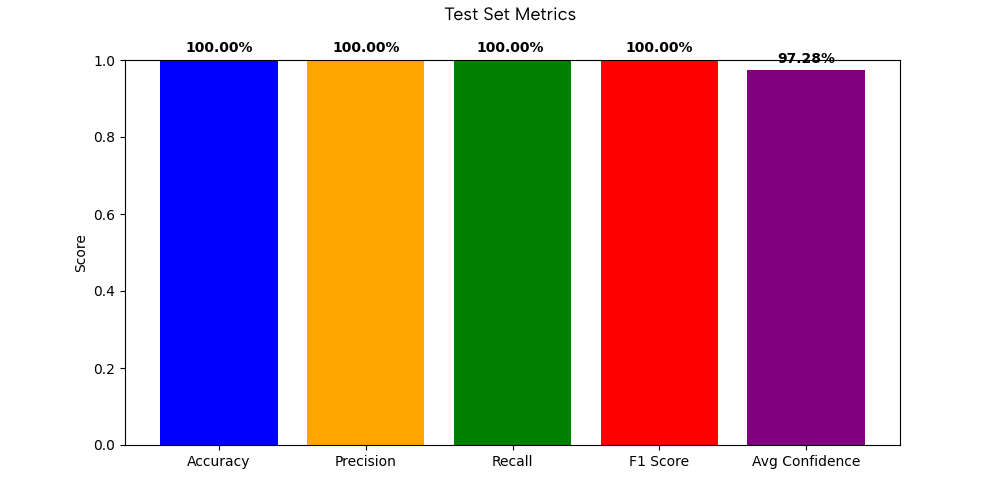 Test Set Metrics
100.00% 100.00% 100.00% 100.00% 97.28%
1.0
0.8
0.6
0.4
0.2
0.0
Score
Accuracy Precision Recall F1 Score Avg Confidence